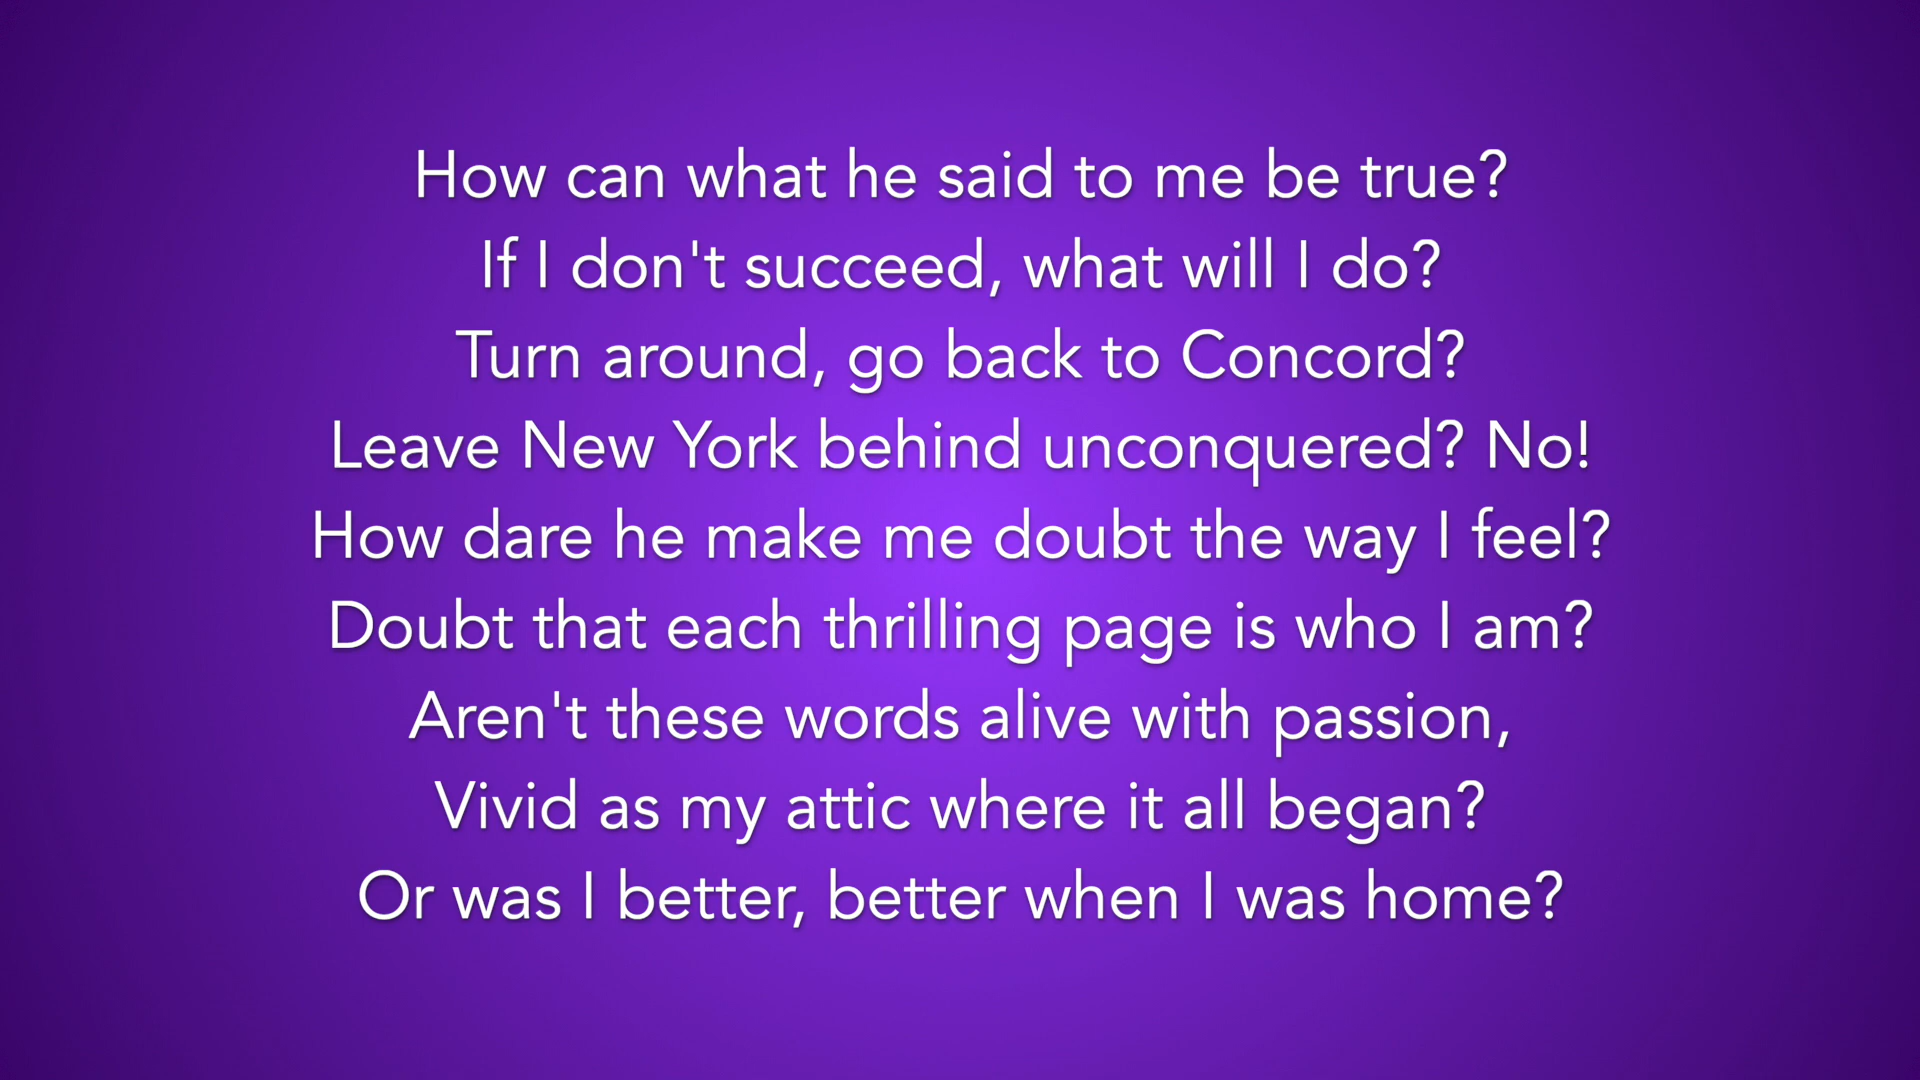 How can what he said to me be true?
If I don't succeed, what will I do?
Turn around, go back to Concord?
Leave New York behind unconquered? No!
How dare he make me doubt the way I feel?
Doubt that each thrilling page is who I am?
Aren't these words alive with passion,
Vivid as my attic where it all began?
Or was I better, better when I was home?